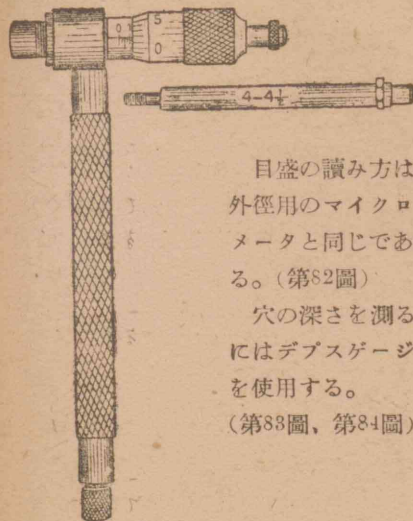 0
5
0
4-4½
目盛の讀み方は
外徑用のマイクロ
メータと同じであ
る。(第82圖)
穴の深さを測る
にはデプスゲージ
を使用する。
(第83圖、第84圖)